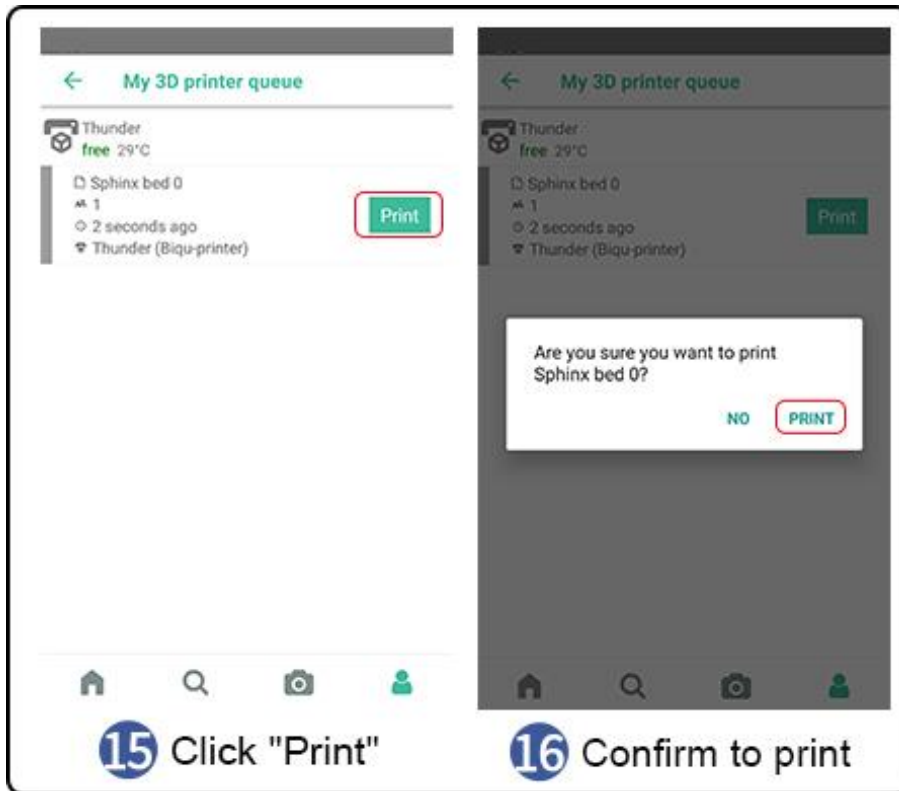 My 3D printer queue
Thunder
free 29°C
Sphinx bed 0
1
2 seconds ago
Thunder (Biqu-printer)
Print
15 Click "Print"
My 3D printer queue
Thunder
free 29°C
Sphinx bed 0
1
2 seconds ago
Thunder (Biqu-printer)
Print
Are you sure you want to print
Sphinx bed 0?
NO PRINT
16 Confirm to print